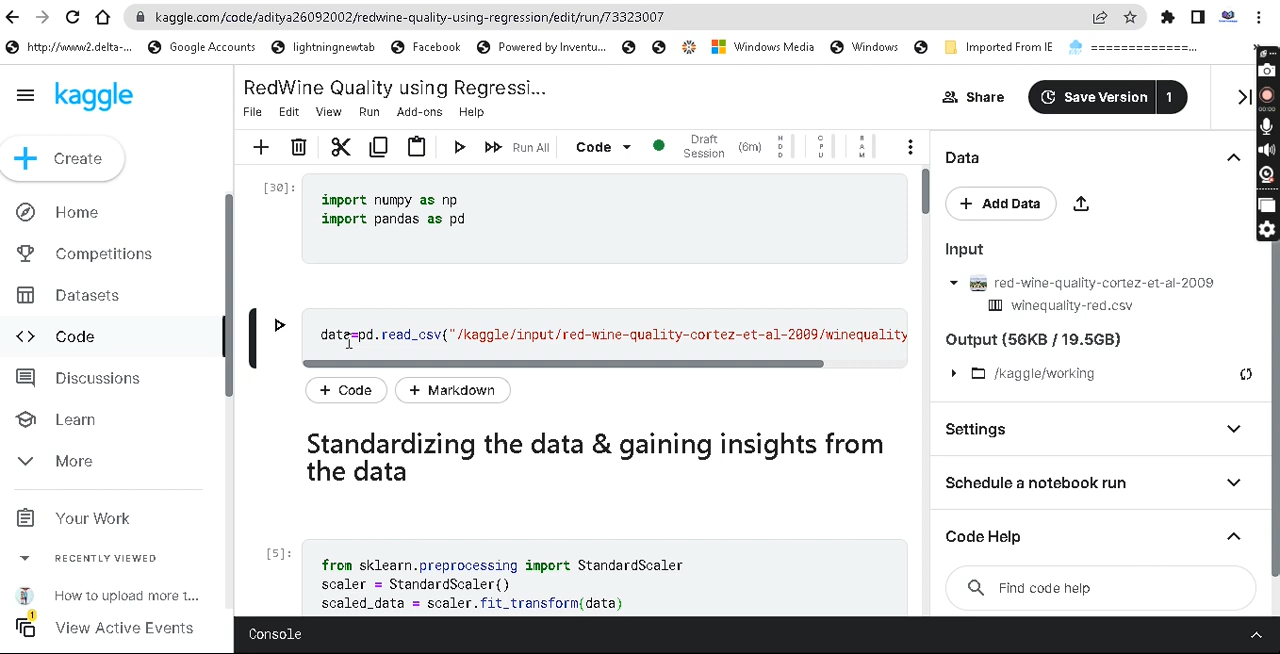 kaggle.com/code/aditya26092002/redwine-quality-using-regression/edit/run/73323007
http://www2.delta-... Google Accounts lightningnewtab Facebook Powered by Inventu... Windows Media Windows Imported From IE =============... »
kaggle
RedWine Quality using Regressi...
File Edit View Run Add-ons Help
Share
Save Version 1
Create
Home
Competitions
Datasets
Code
Discussions
Learn
More
Your Work
RECENTLY VIEWED
How to upload more t...
1
View Active Events
Run All
Code
Draft Session (6m)
HDD
CPU
RAM
[30]:
import numpy as np
import pandas as pd
data=pd.read_csv("/kaggle/input/red-wine-quality-cortez-et-al-2009/winequality
+ Code
+ Markdown
Standardizing the data & gaining insights from
the data
[5]:
from sklearn.preprocessing import StandardScaler
scaler = StandardScaler()
scaled_data = scaler.fit_transform(data)
Console
Data
+ Add Data
Input
red-wine-quality-cortez-et-al-2009
winequality-red.csv
Output (56KB / 19.5GB)
/kaggle/working
Settings
Schedule a notebook run
Code Help
Find code help
00:00